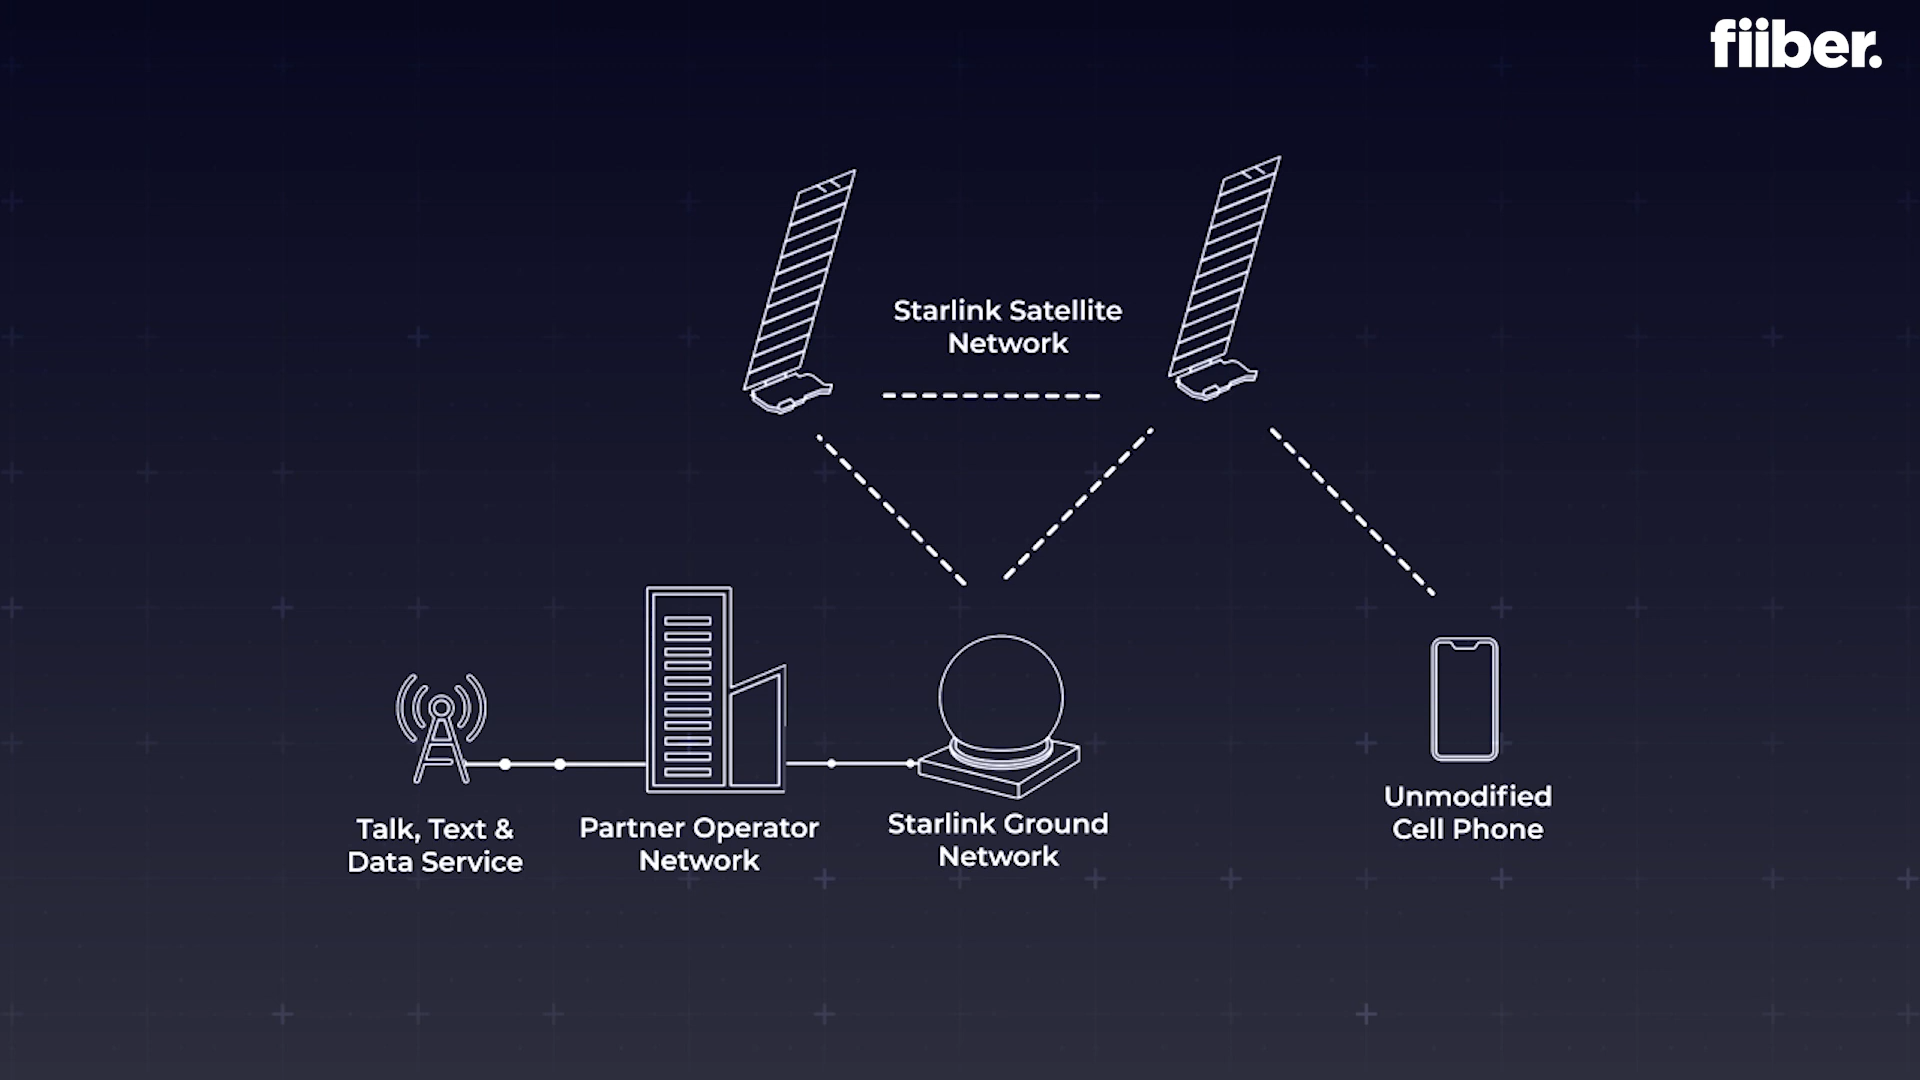 fiiber.
Starlink Satellite
Network
Talk, Text &
Data Service
Partner Operator
Network
Starlink Ground
Network
Unmodified
Cell Phone